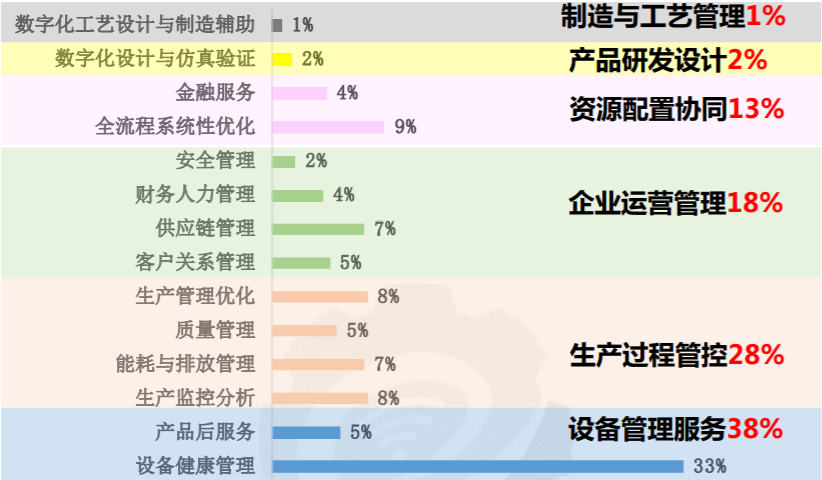 数字化工艺设计与制造辅助 1% 制造与工艺管理1%
数字化设计与仿真验证 2% 产品研发设计2%
金融服务 4%
资源配置协同13%
全流程系统性优化 9%
安全管理 2%
财务人力管理 4%
企业运营管理18%
供应链管理 7%
客户关系管理 5%
生产管理优化 8%
质量管理 5%
生产过程管控28%
能耗与排放管理 7%
生产监控分析 8%
产品后服务 5% 设备管理服务38%
设备健康管理 33%